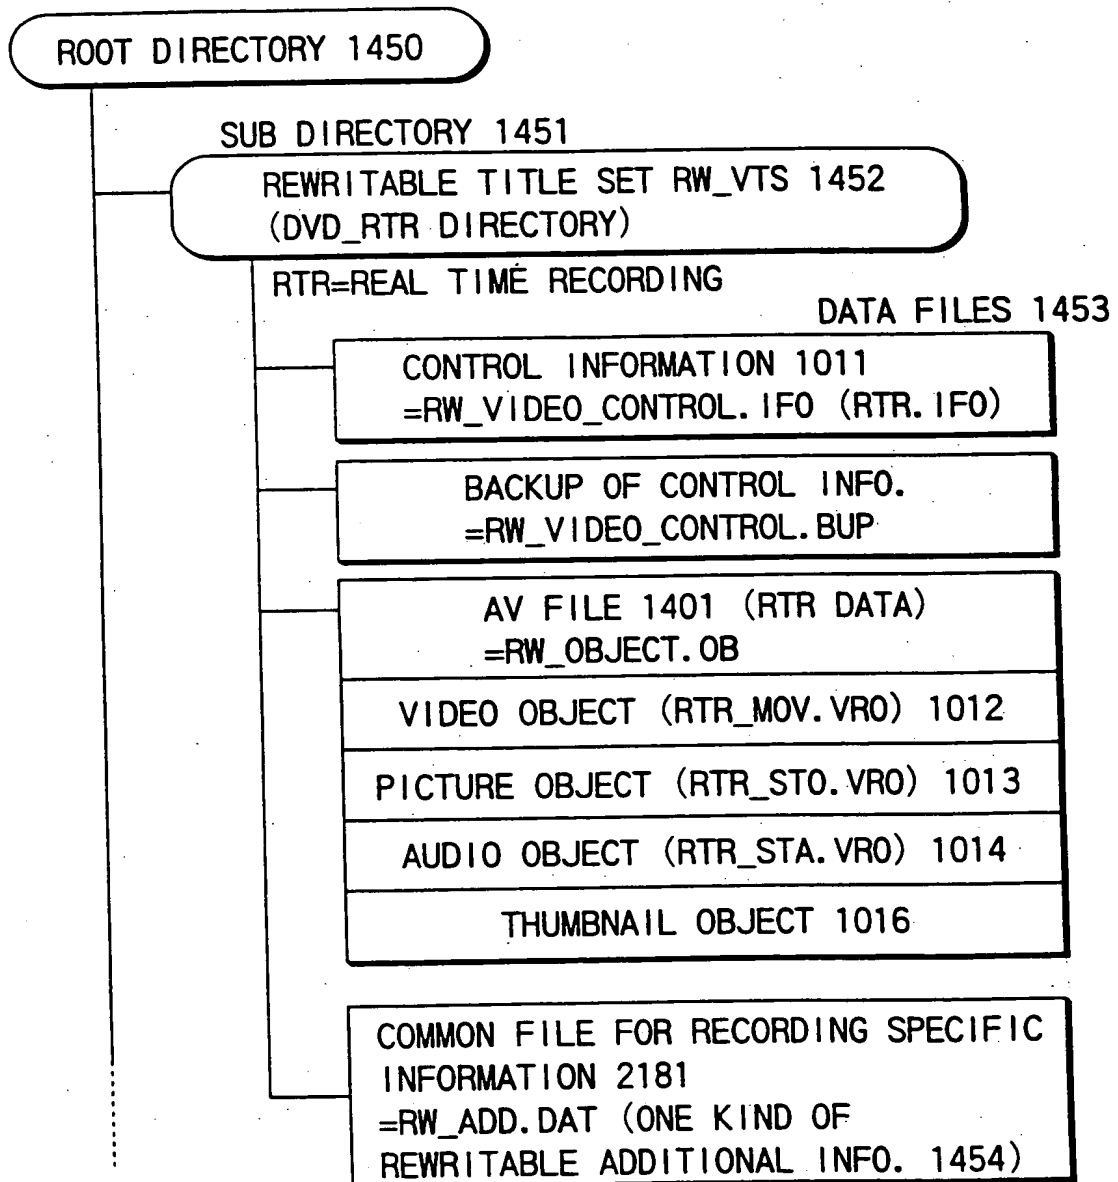 ROOT DIRECTORY 1450
SUB DIRECTORY 1451
REWRITABLE TITLE SET RW_VTS 1452
(DVD_RTR DIRECTORY)
RTR=REAL TIME RECORDING
DATA FILES 1453
CONTROL INFORMATION 1011
=RW_VIDEO_CONTROL.IFO (RTR.IFO)
BACKUP OF CONTROL INFO.
=RW_VIDEO_CONTROL.BUP
AV FILE 1401 (RTR DATA)
=RW_OBJECT.OB
VIDEO OBJECT (RTR_MOV.VRO) 1012
PICTURE OBJECT (RTR_STO.VRO) 1013
AUDIO OBJECT (RTR_STA.VRO) 1014
THUMBNAIL OBJECT 1016
COMMON FILE FOR RECORDING SPECIFIC
INFORMATION 2181
=RW_ADD.DAT (ONE KIND OF
REWRITABLE ADDITIONAL INFO. 1454)